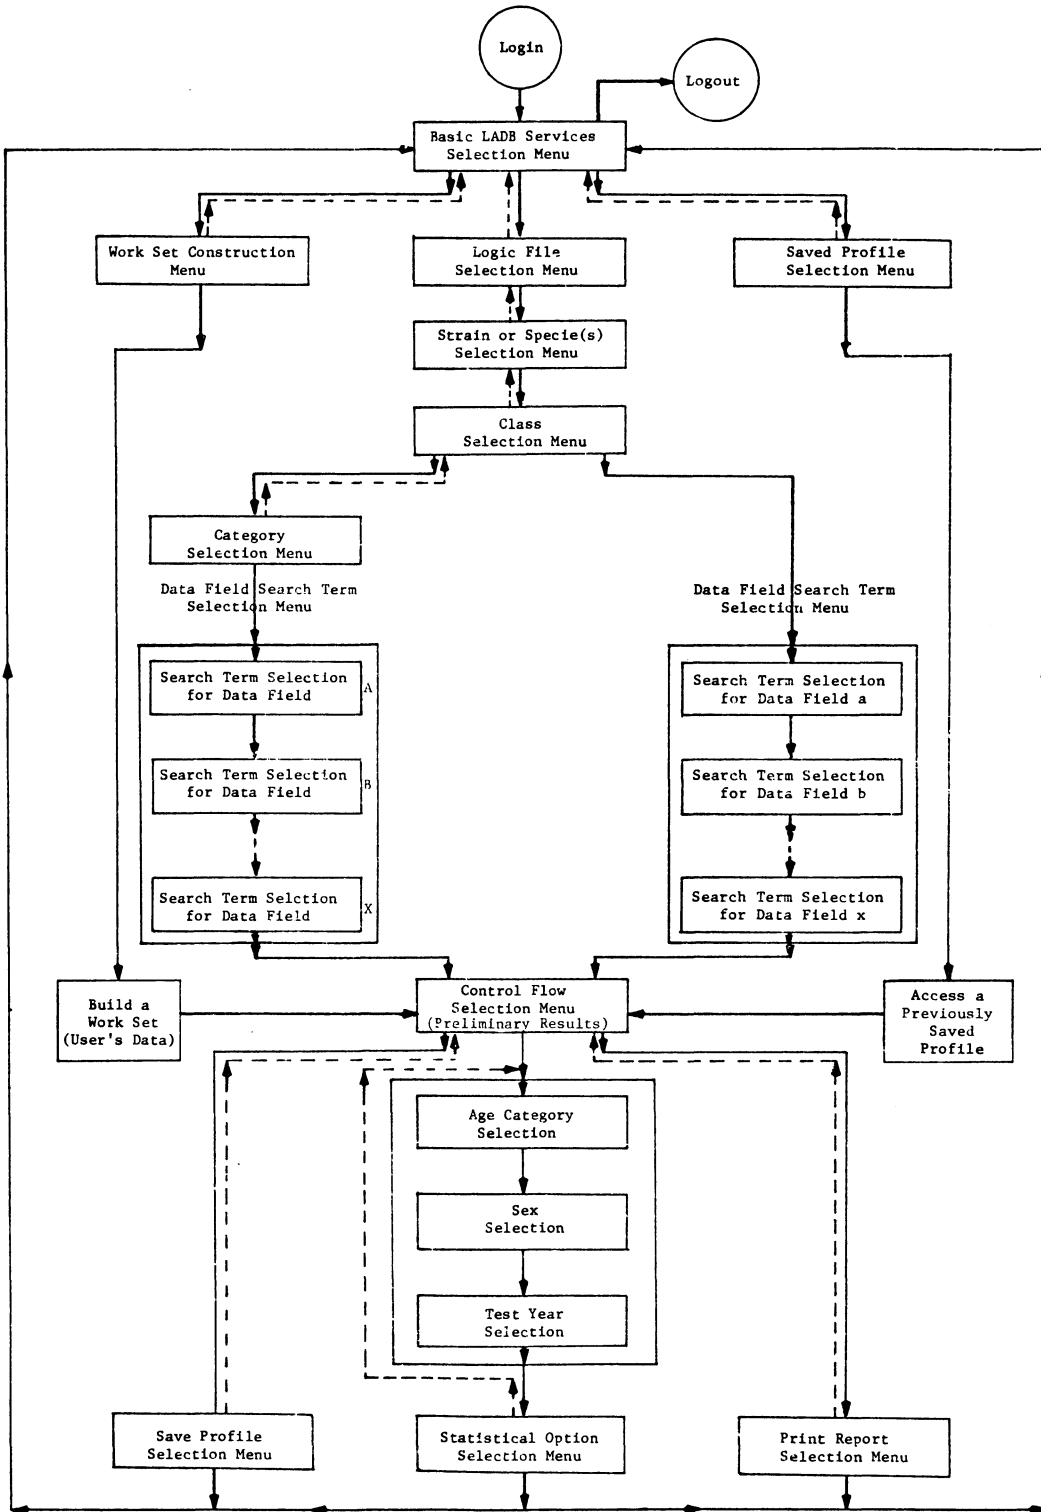 Login
Logout
Basic LADB Services
Selection Menu
Work Set Construction
Menu
Logic File
Selection Menu
Saved Profile
Selection Menu
Strain or Specie(s)
Selection Menu
Class
Selection Menu
Category
Selection Menu
Data Field Search Term
Selection Menu
Data Field Search Term
Selection Menu
Search Term Selection
for Data Field
A
Search Term Selection
for Data Field a
Search Term Selection
for Data Field
B
Search Term Selection
for Data Field b
Search Term Selction
for Data Field
X
Search Term Selection
for Data Field x
Build a
Work Set
(User's Data)
Control Flow
Selection Menu
(Preliminary Results)
Access a
Previously
Saved
Profile
Age Category
Selection
Sex
Selection
Test Year
Selection
Save Profile
Selection Menu
Statistical Option
Selection Menu
Print Report
Selection Menu